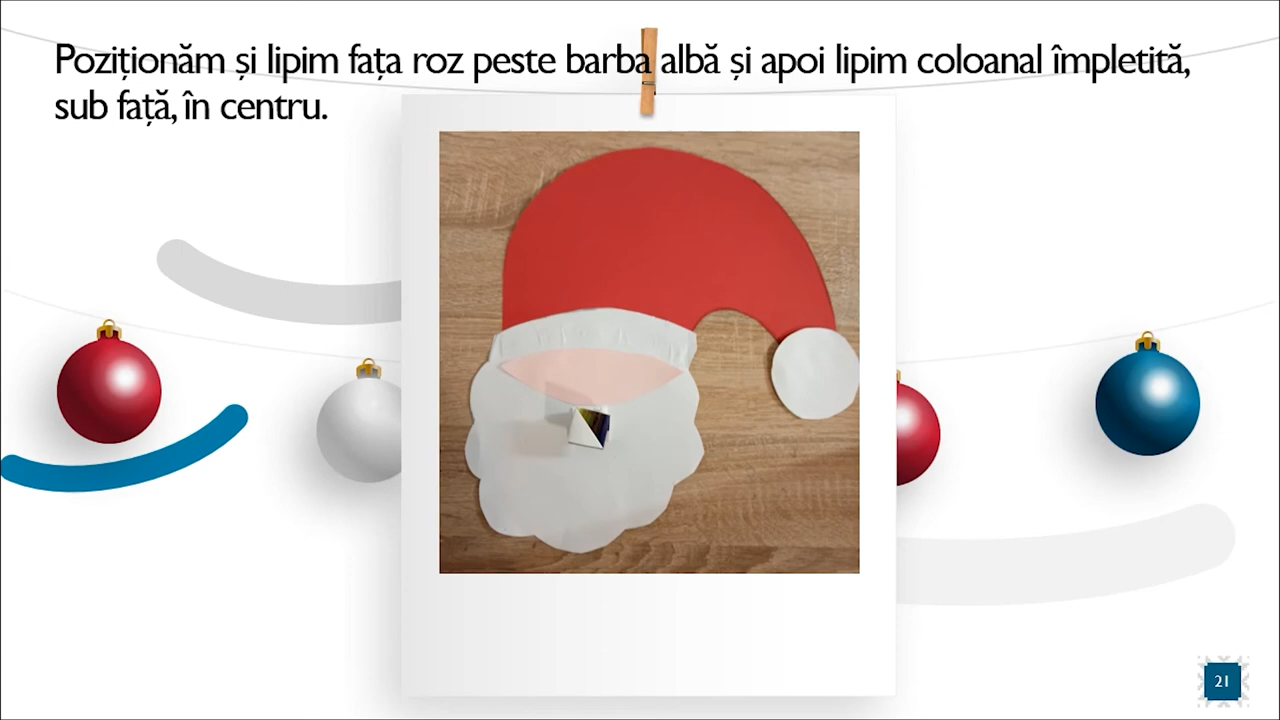 Poziționăm și lipim fața roz peste barba albă și apoi lipim coloanal împletită,
sub față, în centru.
21